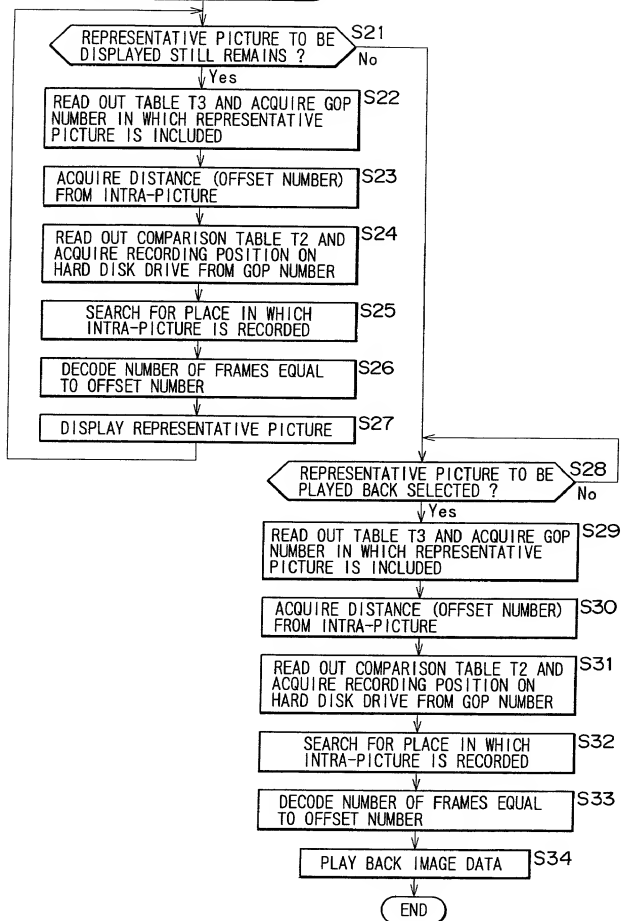 REPRESENTATIVE PICTURE TO BE
DISPLAYED STILL REMAINS ?
S21
No
Yes
READ OUT TABLE T3 AND ACQUIRE GOP
NUMBER IN WHICH REPRESENTATIVE
PICTURE IS INCLUDED
S22
ACQUIRE DISTANCE (OFFSET NUMBER)
FROM INTRA-PICTURE
S23
READ OUT COMPARISON TABLE T2 AND
ACQUIRE RECORDING POSITION ON
HARD DISK DRIVE FROM GOP NUMBER
S24
SEARCH FOR PLACE IN WHICH
INTRA-PICTURE IS RECORDED
S25
DECODE NUMBER OF FRAMES EQUAL
TO OFFSET NUMBER
S26
DISPLAY REPRESENTATIVE PICTURE
S27
REPRESENTATIVE PICTURE TO BE
PLAYED BACK SELECTED ?
S28
No
Yes
READ OUT TABLE T3 AND ACQUIRE GOP
NUMBER IN WHICH REPRESENTATIVE
PICTURE IS INCLUDED
S29
ACQUIRE DISTANCE (OFFSET NUMBER)
FROM INTRA-PICTURE
S30
READ OUT COMPARISON TABLE T2 AND
ACQUIRE RECORDING POSITION ON
HARD DISK DRIVE FROM GOP NUMBER
S31
SEARCH FOR PLACE IN WHICH
INTRA-PICTURE IS RECORDED
S32
DECODE NUMBER OF FRAMES EQUAL
TO OFFSET NUMBER
S33
PLAY BACK IMAGE DATA
S34
END